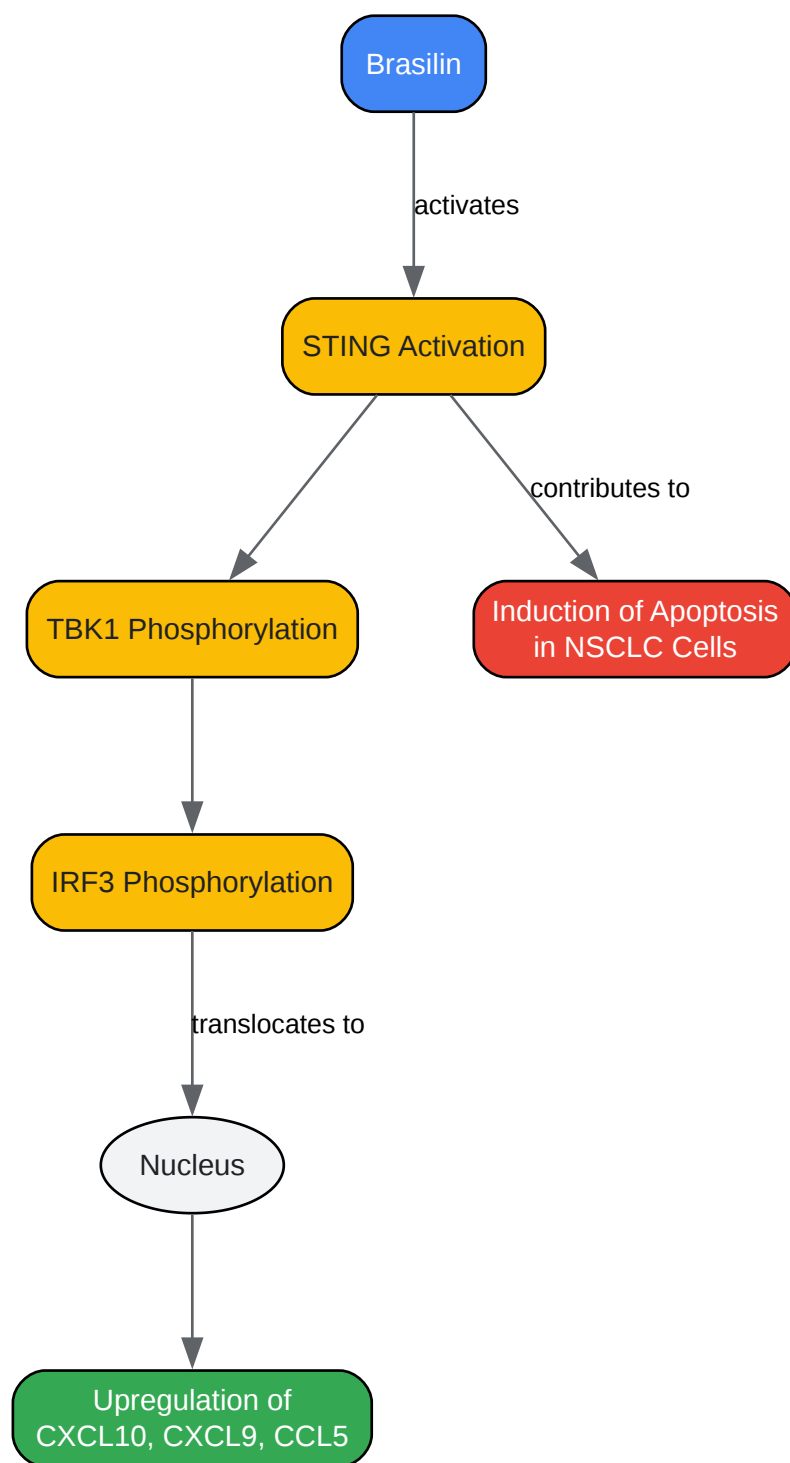 Brasilin
activates
STING Activation
contributes to
TBK1 Phosphorylation
Induction of Apoptosis
in NSCLC Cells
IRF3 Phosphorylation
translocates to
Nucleus
Upregulation of
CXCL10, CXCL9, CCL5